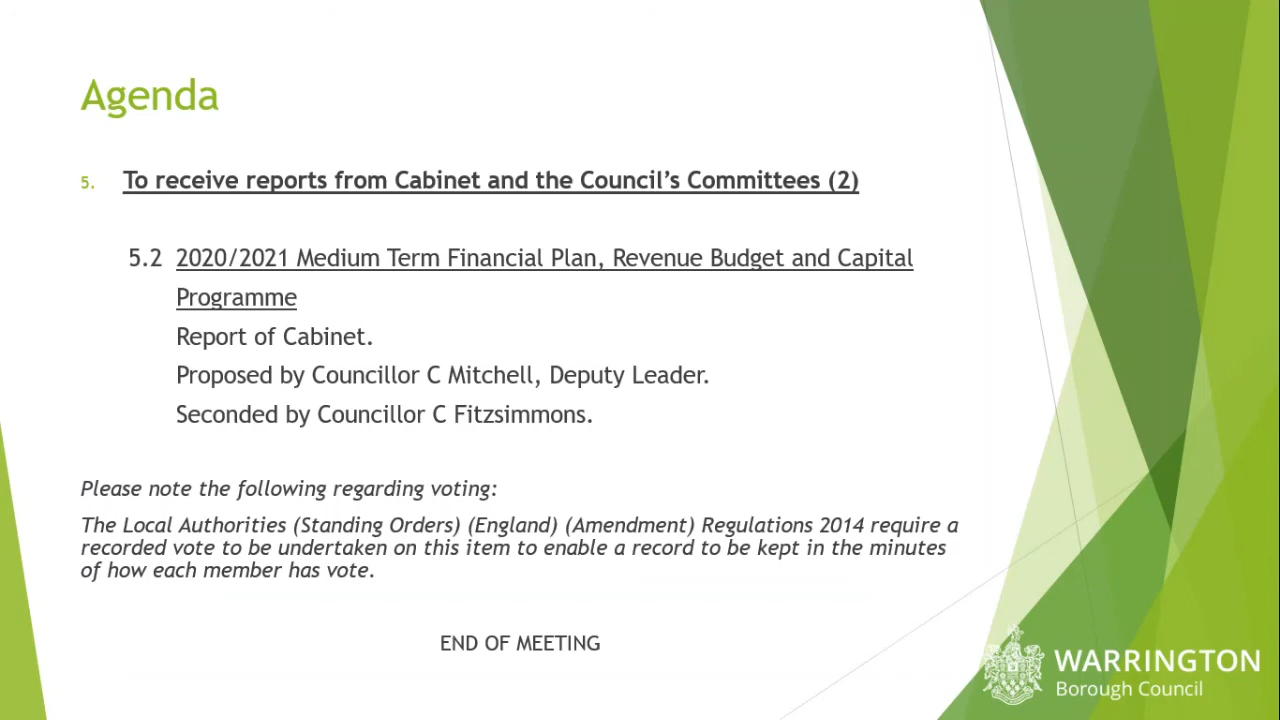 Agenda
5. To receive reports from Cabinet and the Council's Committees (2)
5.2 2020/2021 Medium Term Financial Plan, Revenue Budget and Capital
Programme
Report of Cabinet.
Proposed by Councillor C Mitchell, Deputy Leader.
Seconded by Councillor C Fitzsimmons.
Please note the following regarding voting:
The Local Authorities (Standing Orders) (England) (Amendment) Regulations 2014 require a
recorded vote to be undertaken on this item to enable a record to be kept in the minutes
of how each member has vote.
END OF MEETING
WARRINGTON
Borough Council